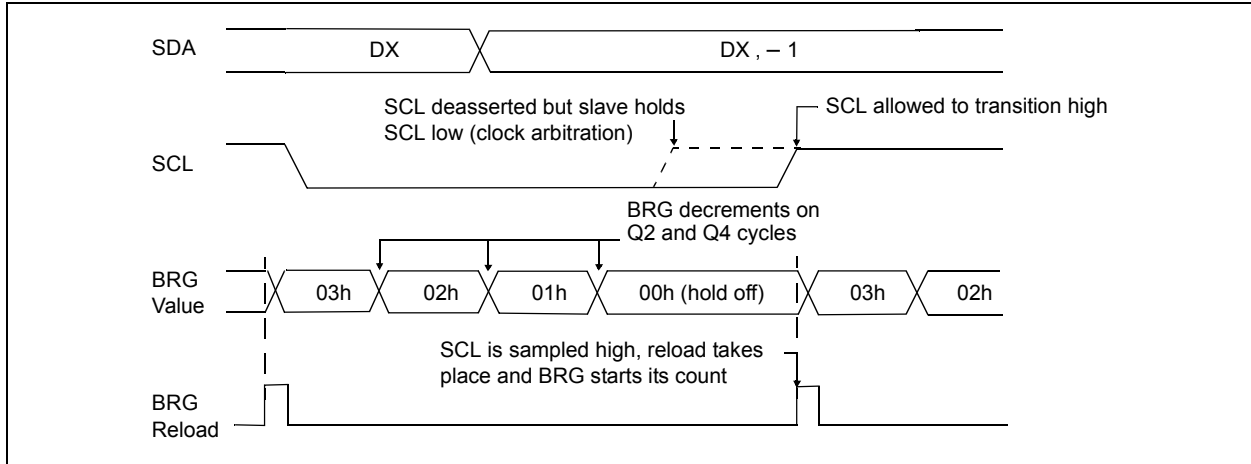 SDA
DX
DX , – 1
SCL deasserted but slave holds
SCL low (clock arbitration)
SCL allowed to transition high
SCL
BRG decrements on
Q2 and Q4 cycles
BRG
Value
03h
02h
01h
00h (hold off)
03h
02h
SCL is sampled high, reload takes
place and BRG starts its count
BRG
Reload